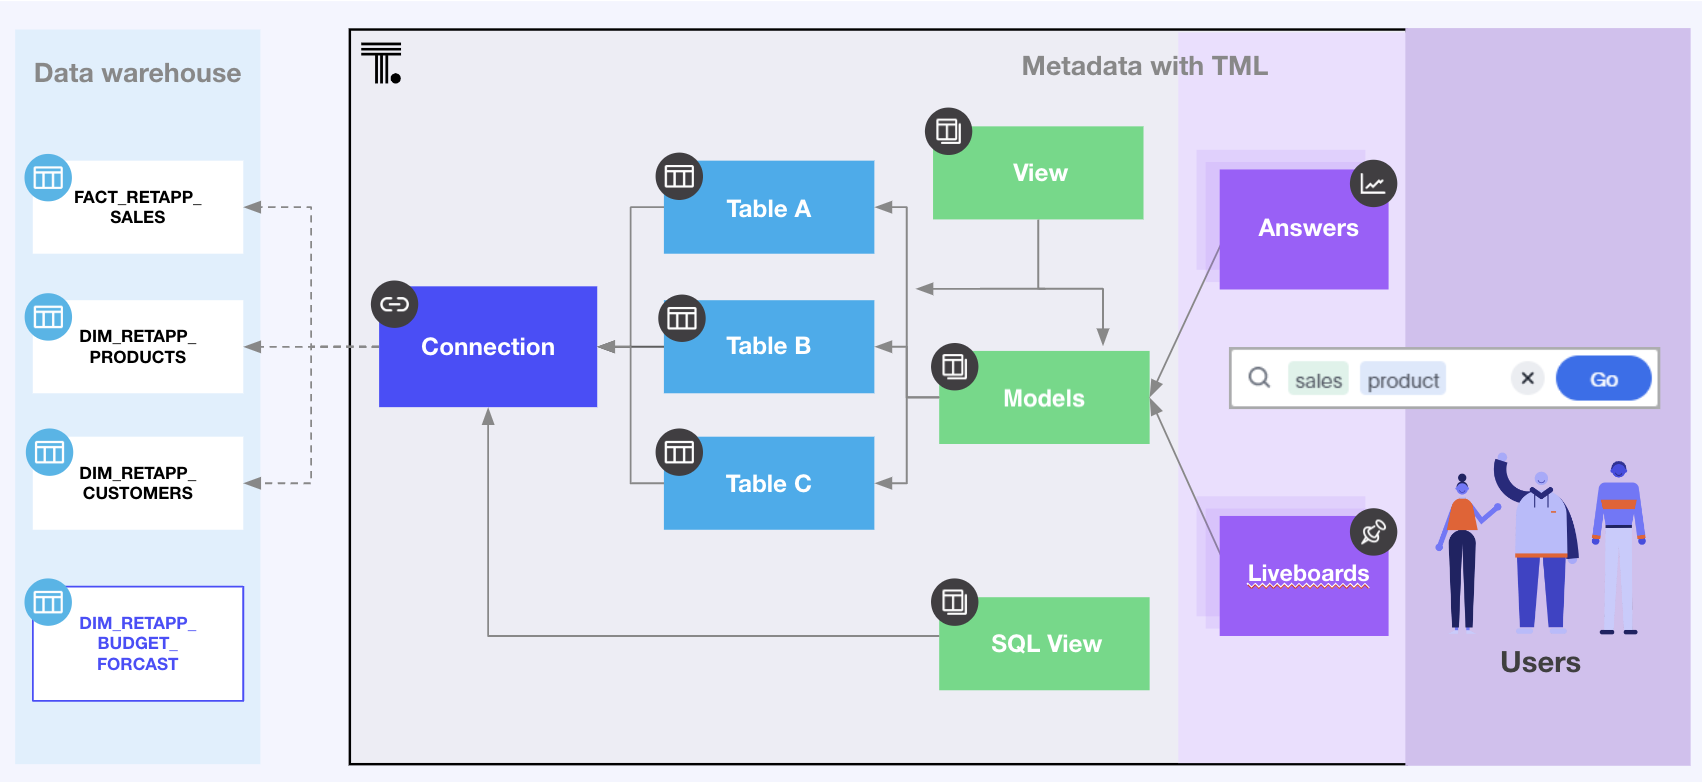 Data warehouse
FACT_RETAPP_
SALES
DIM_RETAPP_
PRODUCTS
DIM_RETAPP_
CUSTOMERS
DIM_RETAPP_
BUDGET_
FORCAST
Metadata with TML
Connection
Table A
Table B
Table C
View
Models
SQL View
Answers
Liveboards
sales product Go
Users